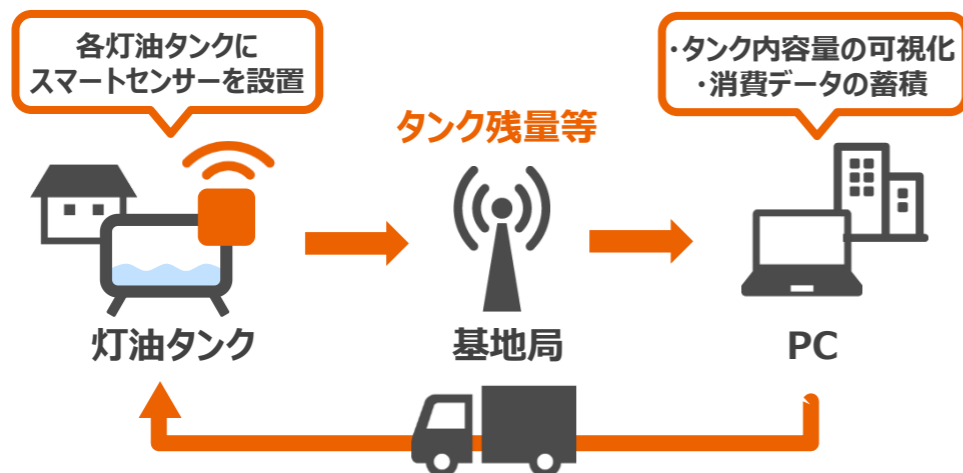 各灯油タンクに
スマートセンサーを設置
・タンク内容量の可視化
・消費データの蓄積
タンク残量等
灯油タンク
基地局
PC